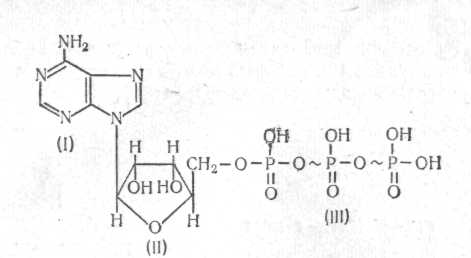 NH₂
N N
N N
(I)
H H CH₂—O—P—O~P—O~P—OH
OH OH OH
OH HO
O O O
H H
O
(II)
(III)